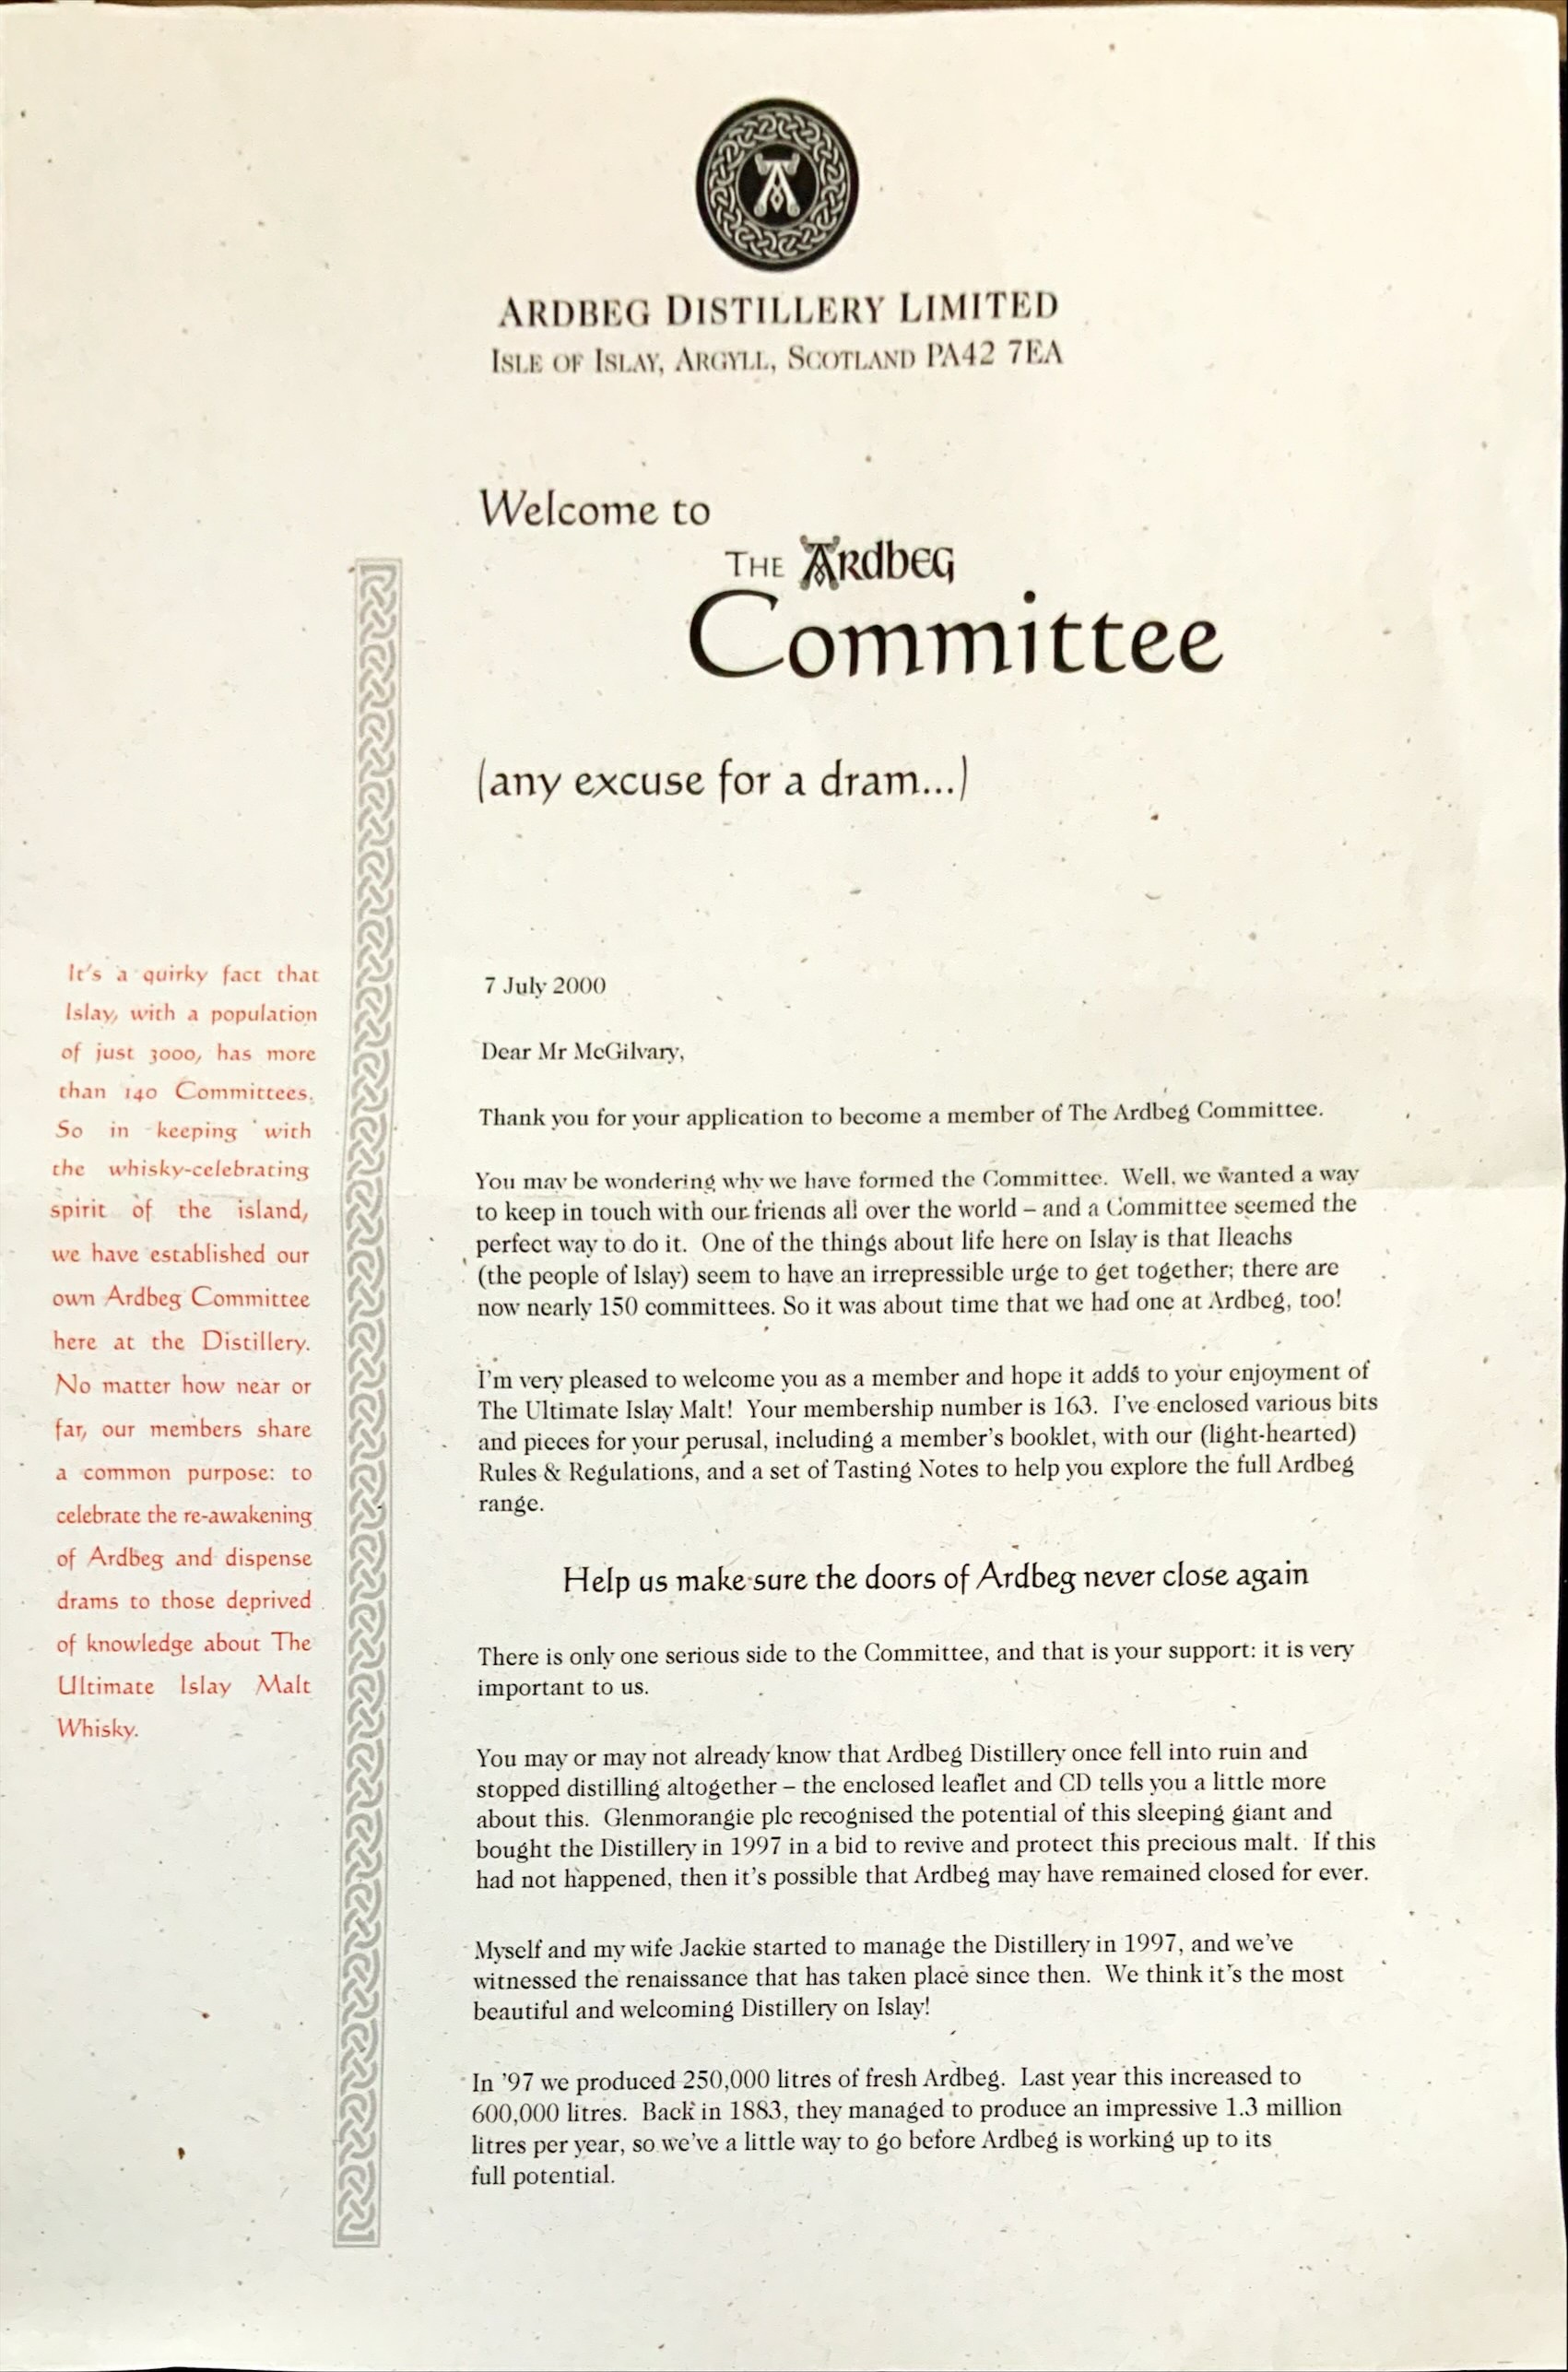 ARDBEG DISTILLERY LIMITED
ISLE OF ISLAY, ARGYLL, SCOTLAND PA42 7EA
Welcome to
THE ARdbEG
Committee
(any excuse for a dram...)
It's a quirky fact that
Islay, with a population
of just 3000, has more
than 140 Committees.
So in keeping with
the whisky-celebrating
spirit of the island,
we have established our
own Ardbeg Committee
here at the Distillery.
No matter how near or
far, our members share
a common purpose: to
celebrate the re-awakening
of Ardbeg and dispense
drams to those deprived
of knowledge about The
Ultimate Islay Malt
Whisky.
7 July 2000
Dear Mr McGilvary,
Thank you for your application to become a member of The Ardbeg Committee.
You may be wondering why we have formed the Committee. Well, we wanted a way
to keep in touch with our friends all over the world – and a Committee seemed the
perfect way to do it. One of the things about life here on Islay is that Ileachs
(the people of Islay) seem to have an irrepressible urge to get together; there are
now nearly 150 committees. So it was about time that we had one at Ardbeg, too!
I'm very pleased to welcome you as a member and hope it adds to your enjoyment of
The Ultimate Islay Malt! Your membership number is 163. I've enclosed various bits
and pieces for your perusal, including a member's booklet, with our (light-hearted)
Rules & Regulations, and a set of Tasting Notes to help you explore the full Ardbeg
range.
Help us make sure the doors of Ardbeg never close again
There is only one serious side to the Committee, and that is your support: it is very
important to us.
You may or may not already know that Ardbeg Distillery once fell into ruin and
stopped distilling altogether – the enclosed leaflet and CD tells you a little more
about this. Glenmorangie plc recognised the potential of this sleeping giant and
bought the Distillery in 1997 in a bid to revive and protect this precious malt. If this
had not happened, then it's possible that Ardbeg may have remained closed for ever.
Myself and my wife Jackie started to manage the Distillery in 1997, and we've
witnessed the renaissance that has taken place since then. We think it's the most
beautiful and welcoming Distillery on Islay!
In '97 we produced 250,000 litres of fresh Ardbeg. Last year this increased to
600,000 litres. Back in 1883, they managed to produce an impressive 1.3 million
litres per year, so we've a little way to go before Ardbeg is working up to its
full potential.